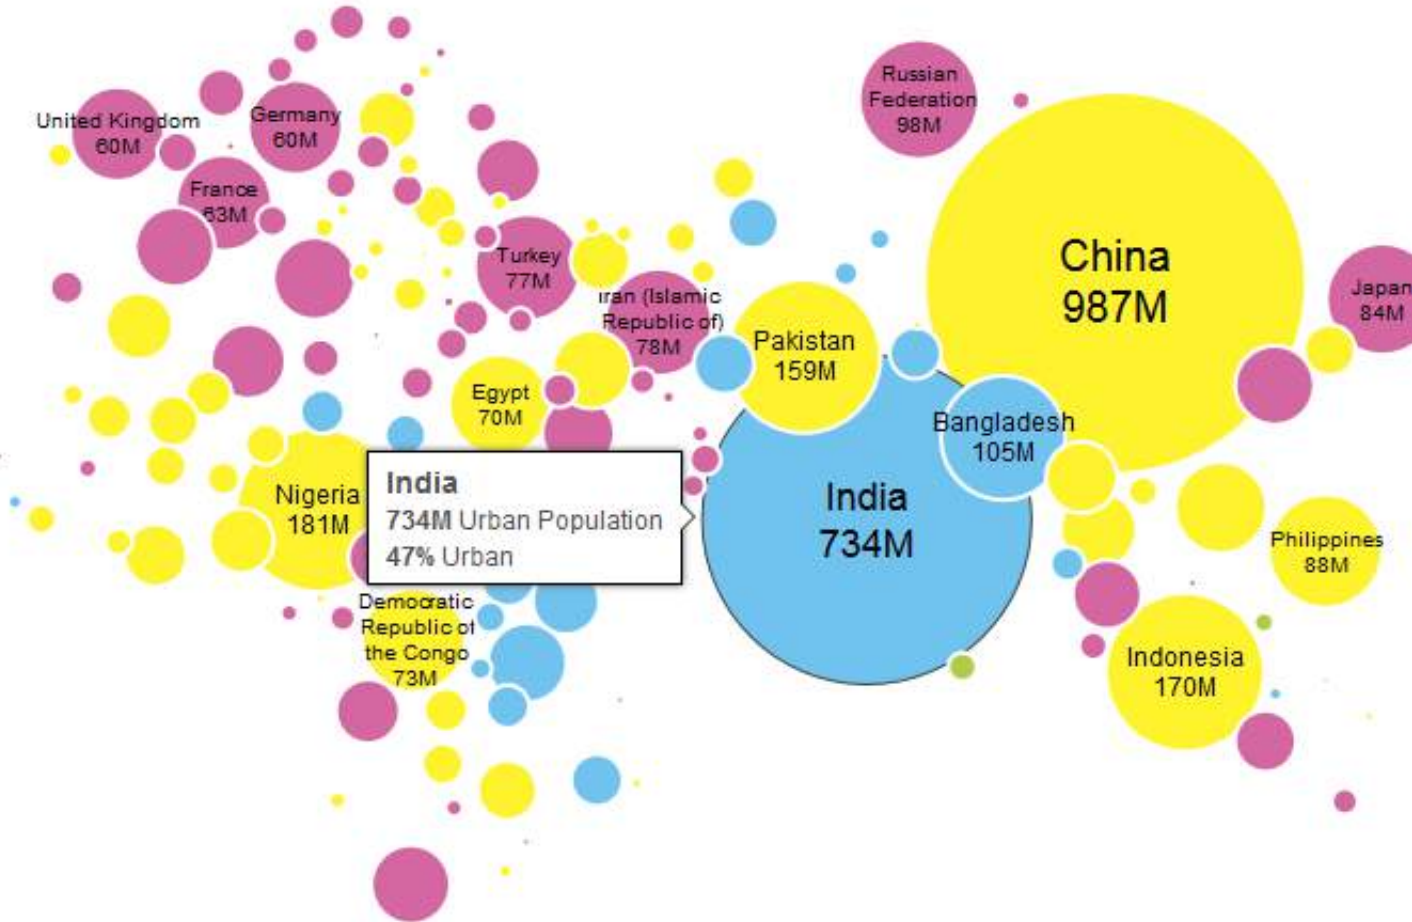 Russian
Federation
98M
United Kingdom
60M
Germany
60M
France
63M
China
987M
Turkey
77M
Iran (Islamic
Republic of)
78M
Japan
84M
Pakistan
159M
Egypt
70M
Bangladesh
105M
Nigeria
181M
India
734M Urban Population
47% Urban
India
734M
Philippines
88M
Democratic
Republic of
the Congo
73M
Indonesia
170M